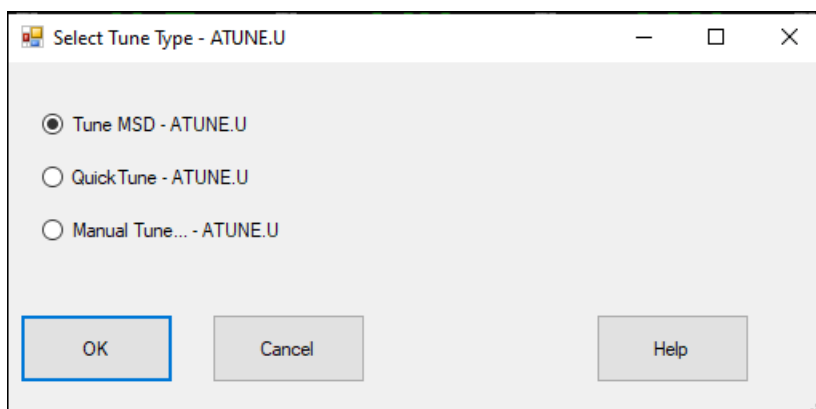 Select Tune Type - ATUNE.U
Tune MSD - ATUNE.U
QuickTune - ATUNE.U
Manual Tune... - ATUNE.U
OK
Cancel
Help